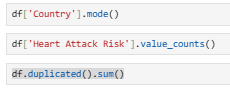 df['Country'].mode()
df['Heart Attack Risk'].value_counts()
df.duplicated().sum()